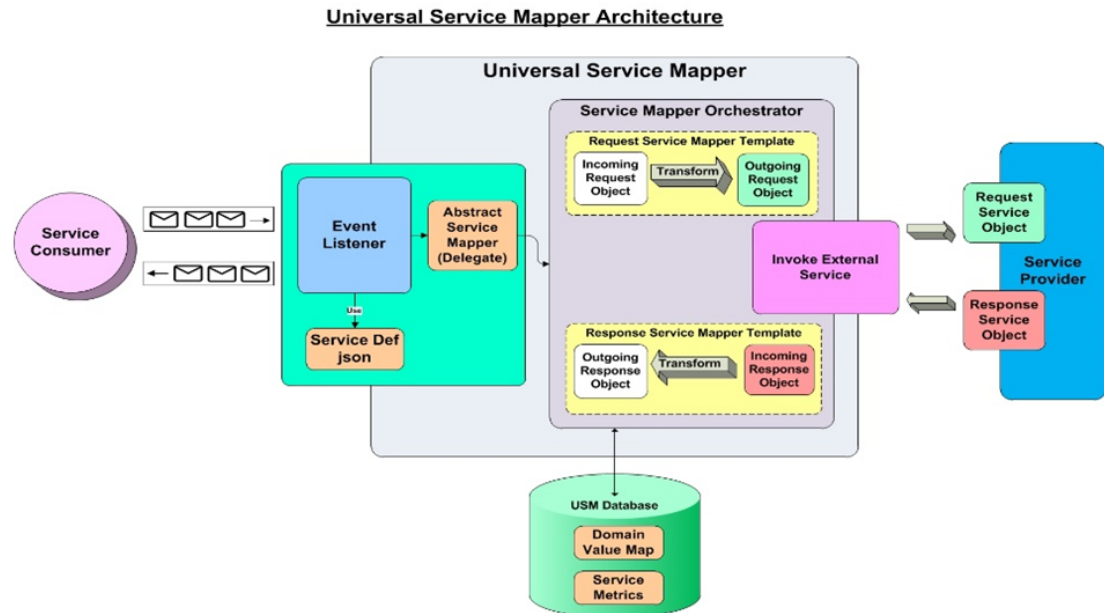 Universal Service Mapper Architecture
Universal Service Mapper
Service Mapper Orchestrator
Request Service Mapper Template
Incoming
Request
Object
Transform
Outgoing
Request
Object
Service
Consumer
Event
Listener
Abstract
Service
Mapper
(Delegate)
Use
Service Def
json
Invoke External
Service
Request
Service
Object
Service
Provider
Response
Service
Object
Response Service Mapper Template
Outgoing
Response
Object
Transform
Incoming
Response
Object
USM Database
Domain
Value Map
Service
Metrics